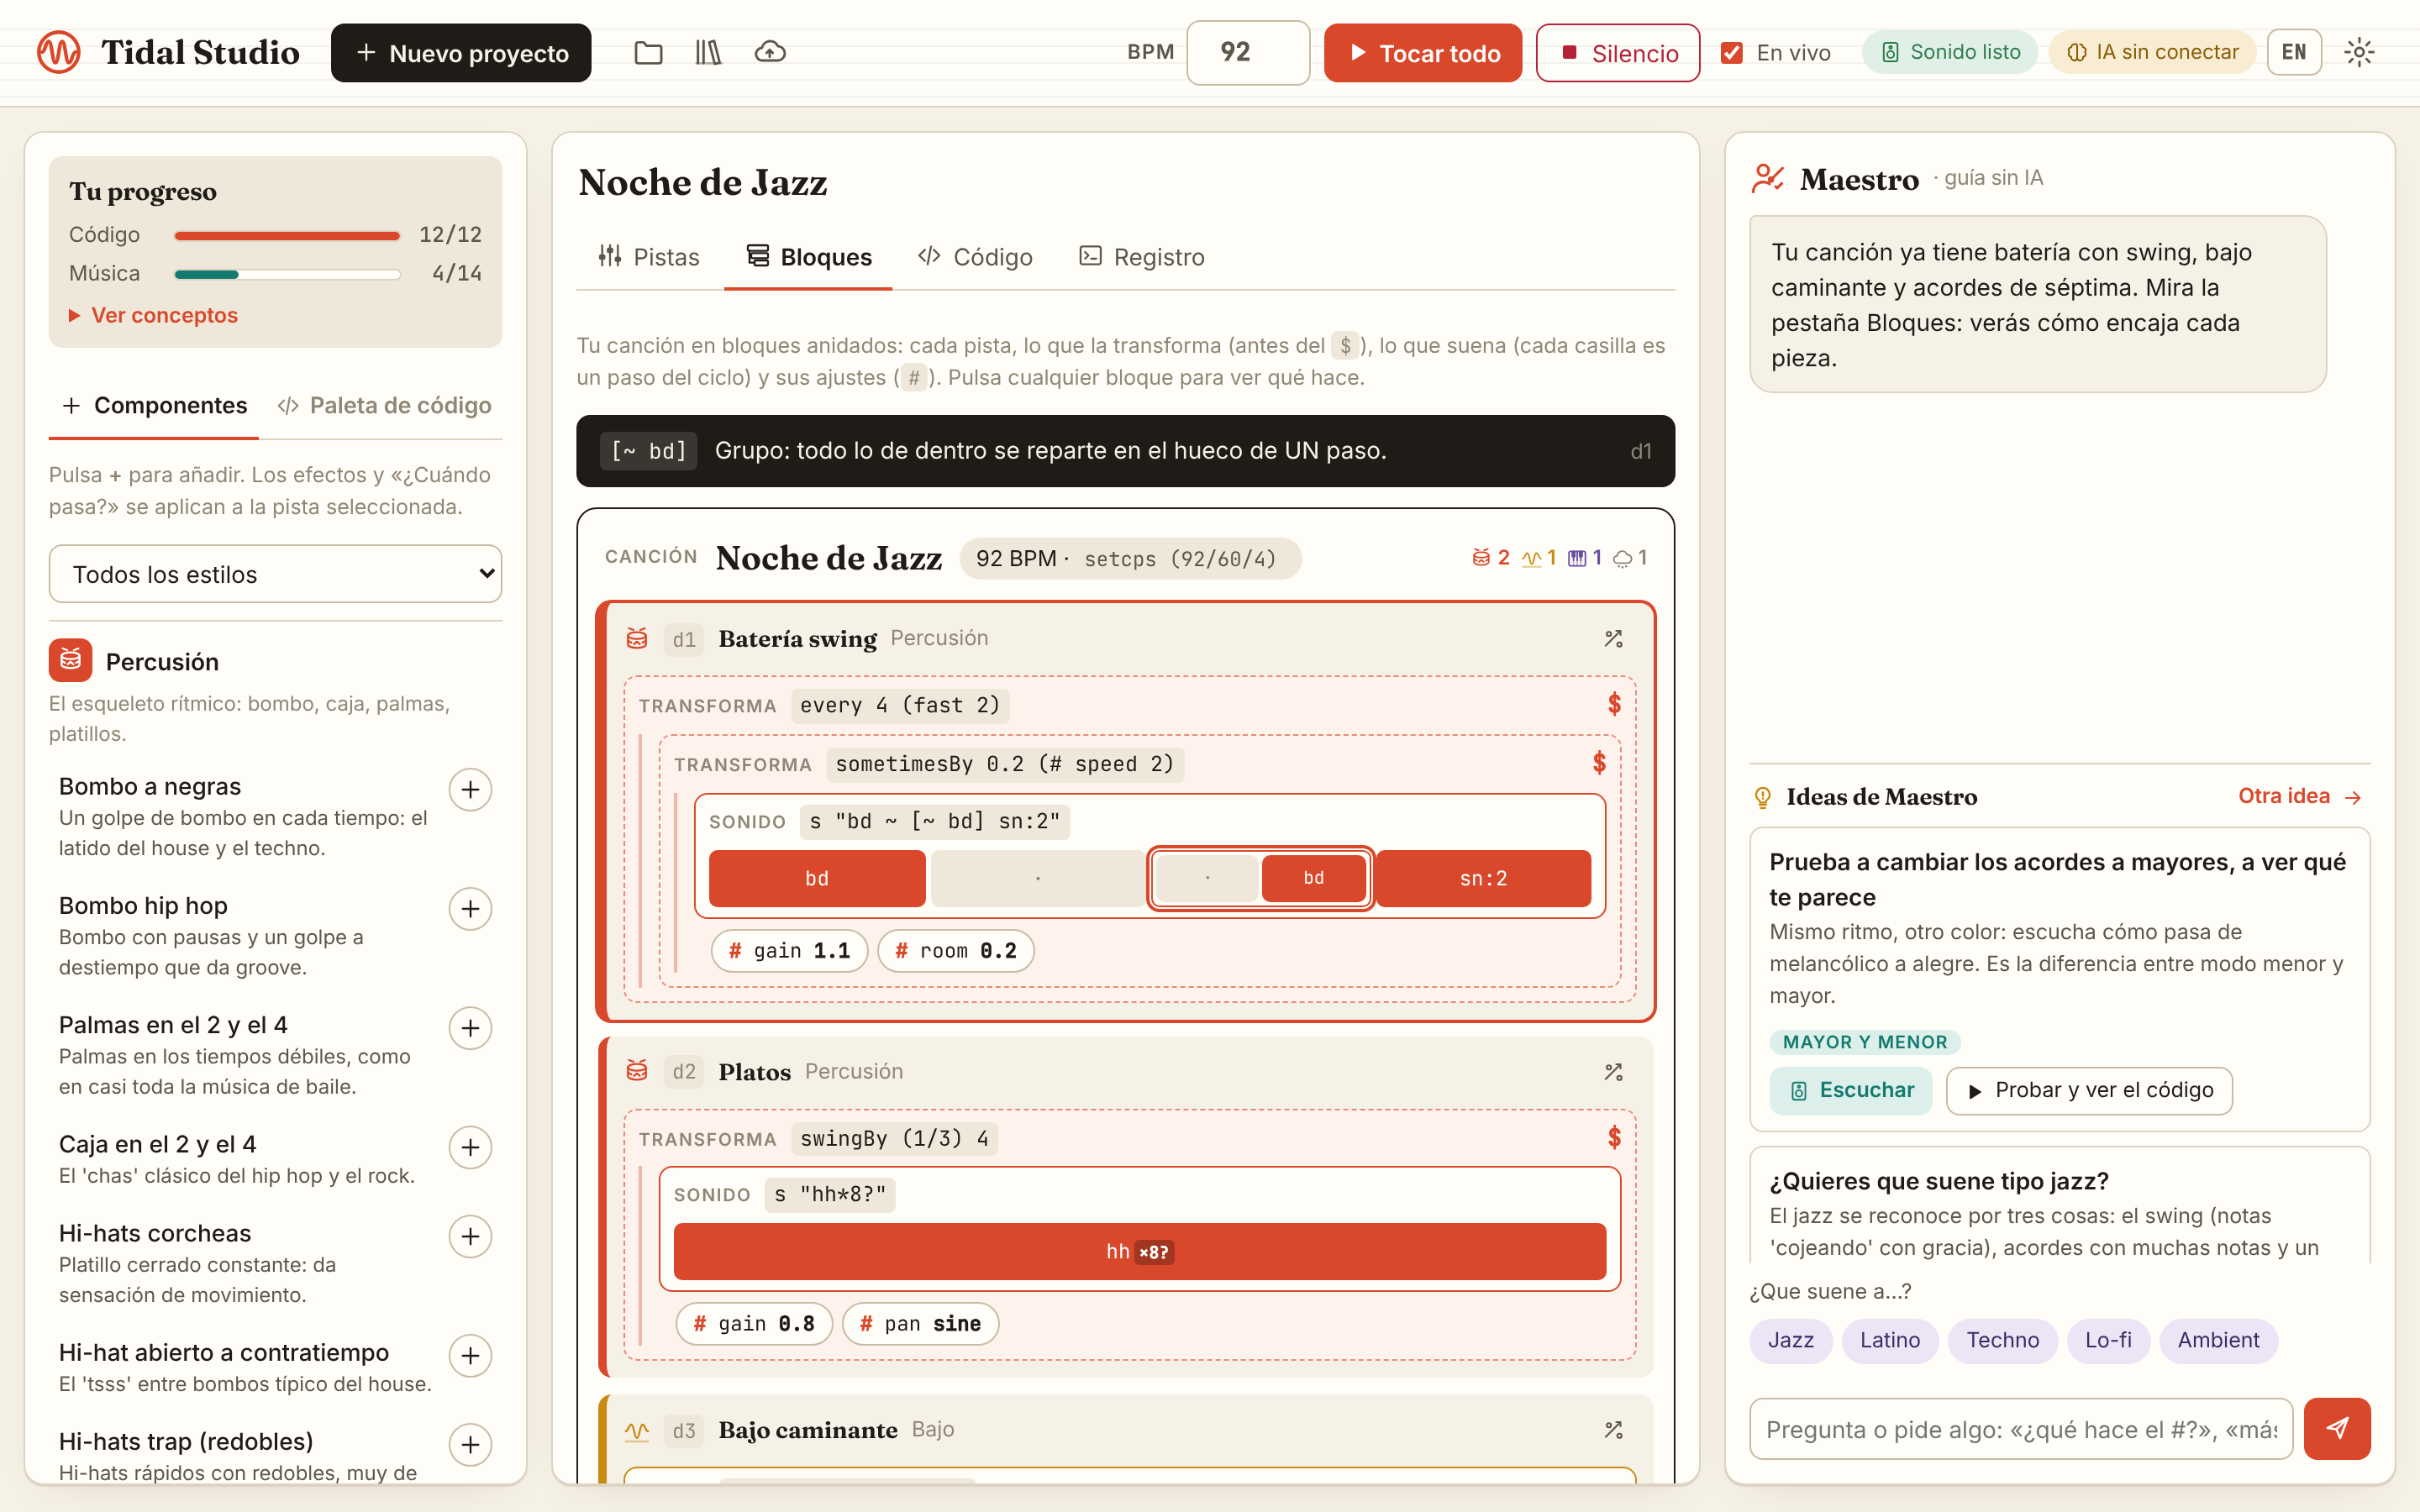 Tidal Studio
+ Nuevo proyecto
BPM 92
Tocar todo
Silencio
En vivo
Sonido listo
IA sin conectar
EN
Tu progreso
Código 12/12
Música 4/14
Ver conceptos
+ Componentes
</> Paleta de código
Pulsa + para añadir. Los efectos y «¿Cuándo
pasa?» se aplican a la pista seleccionada.
Todos los estilos
Percusión
El esqueleto rítmico: bombo, caja, palmas,
platillos.
Bombo a negras
Un golpe de bombo en cada tiempo: el
latido del house y el techno.
Bombo hip hop
Bombo con pausas y un golpe a
destiempo que da groove.
Palmas en el 2 y el 4
Palmas en los tiempos débiles, como
en casi toda la música de baile.
Caja en el 2 y el 4
El 'chas' clásico del hip hop y el rock.
Hi-hats corcheas
Platillo cerrado constante: da
sensación de movimiento.
Hi-hat abierto a contratiempo
El 'tsss' entre bombos típico del house.
Hi-hats trap (redobles)
Hi-hats rápidos con redobles, muy de
Noche de Jazz
Pistas
Bloques
</> Código
Registro
Tu canción en bloques anidados: cada pista, lo que la transforma (antes del $), lo que suena (cada casilla es
un paso del ciclo) y sus ajustes (#). Pulsa cualquier bloque para ver qué hace.
[~ bd] Grupo: todo lo de dentro se reparte en el hueco de UN paso. d1
CANCIÓN Noche de Jazz 92 BPM · setcps (92/60/4) 2 1 1 1
d1 Batería swing Percusión
TRANSFORMA every 4 (fast 2) $
TRANSFORMA sometimesBy 0.2 (# speed 2) $
SONIDO s "bd ~ [~ bd] sn:2"
bd · · bd sn:2
# gain 1.1 # room 0.2
d2 Platos Percusión
TRANSFORMA swingBy (1/3) 4 $
SONIDO s "hh*8?"
hh ×8?
# gain 0.8 # pan sine
d3 Bajo caminante Bajo
Maestro · guía sin IA
Tu canción ya tiene batería con swing, bajo
caminante y acordes de séptima. Mira la
pestaña Bloques: verás cómo encaja cada
pieza.
Ideas de Maestro
Otra idea →
Prueba a cambiar los acordes a mayores, a ver qué
te parece
Mismo ritmo, otro color: escucha cómo pasa de
melancólico a alegre. Es la diferencia entre modo menor y
mayor.
MAYOR Y MENOR
Escuchar
Probar y ver el código
¿Quieres que suene tipo jazz?
El jazz se reconoce por tres cosas: el swing (notas
'cojeando' con gracia), acordes con muchas notas y un
¿Que suene a...?
Jazz
Latino
Techno
Lo-fi
Ambient
Pregunta o pide algo: «¿qué hace el #?», «más